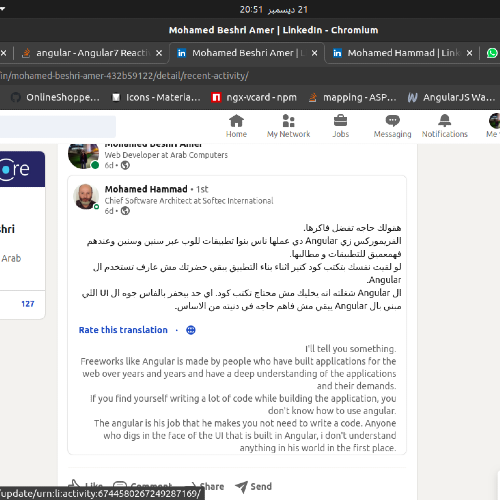 21 ديسمبر 20:51
Mohamed Beshri Amer | LinkedIn - Chromium
angular - Angular7 Reacti
Mohamed Beshri Amer | L
Mohamed Hammad | Link
in/mohamed-beshri-amer-432b59122/detail/recent-activity/
OnlineShoppe...
Icons - Materia...
ngx-vcard - npm
mapping - ASP...
AngularJS Wa...
Home
My Network
Jobs
Messaging
Notifications
Me
ore
hri
Arab
127
Mohamed Beshri Amer
Web Developer at Arab Computers
6d •
Mohamed Hammad • 1st
Chief Software Architect at Softec International
6d •
هقولك حاجه تفضل فاكرها.
الفريموركس زي Angular دي عملها ناس بنوا تطبيقات للوب عبر سنين وسنين وعندهم
فهمعميق للتطبيقات و مطالبها.
لو لقيت نفسك بتكتب كود كتير اثناء بناء التطبيق يبقي حضرتك مش عارف تستخدم ال
Angular.
ال Angular شغلته انه يخليك مش محتاج تكتب كود. اي حد بيحفر بالفاس جوه ال UI اللي
مبني بال Angular يبقي مش فاهم حاجه في دنيته من الاساس.
Rate this translation ·
I'll tell you something.
Freeworks like Angular is made by people who have built applications for the
web over years and years and have a deep understanding of the applications
and their demands.
If you find yourself writing a lot of code while building the application, you
don't know how to use angular.
The angular is his job that he makes you not need to write a code. Anyone
who digs in the face of the UI that is built in Angular, i don't understand
anything in his world in the first place.
Like
Comment
Share
Send
/update/urn:li:activity:6744580267249287169/